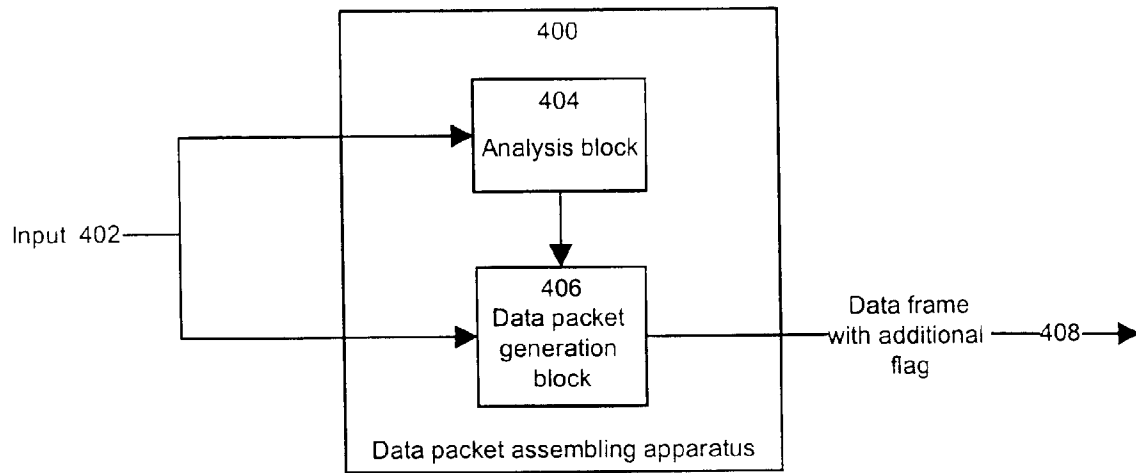 400
404
Analysis block
Input 402
406
Data packet
generation
block
Data frame
with additional
flag
408
Data packet assembling apparatus